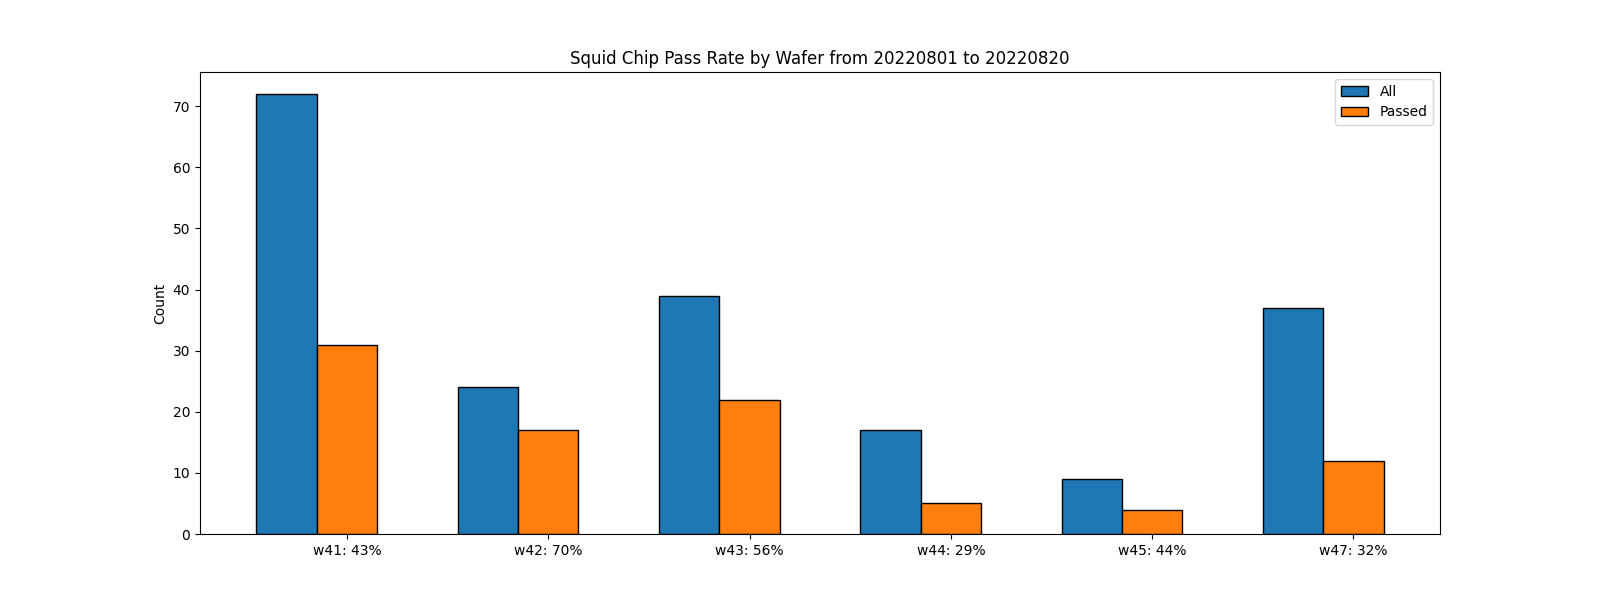 Squid Chip Pass Rate by Wafer from 20220801 to 20220820
All
Passed
70
60
50
40
30
20
10
0
Count
w41: 43%
w42: 70%
w43: 56%
w44: 29%
w45: 44%
w47: 32%